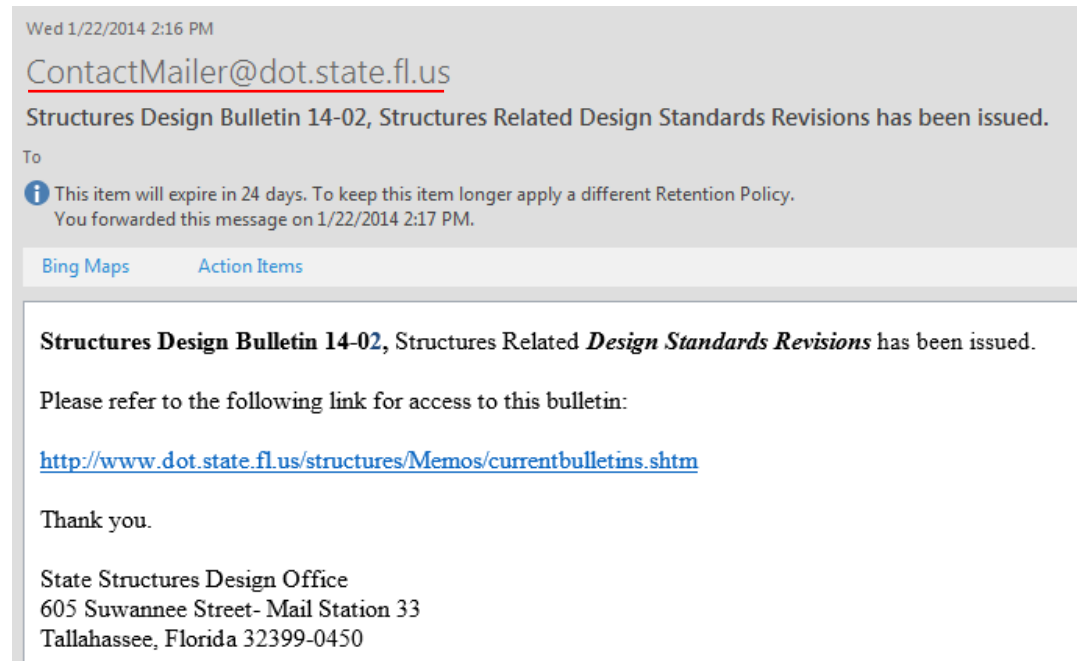 Wed 1/22/2014 2:16 PM
ContactMailer@dot.state.fl.us
Structures Design Bulletin 14-02, Structures Related Design Standards Revisions has been issued.
To
This item will expire in 24 days. To keep this item longer apply a different Retention Policy.
You forwarded this message on 1/22/2014 2:17 PM.
Bing Maps Action Items
Structures Design Bulletin 14-02, Structures Related Design Standards Revisions has been issued.
Please refer to the following link for access to this bulletin:
http://www.dot.state.fl.us/structures/Memos/currentbulletins.shtm
Thank you.
State Structures Design Office
605 Suwannee Street- Mail Station 33
Tallahassee, Florida 32399-0450